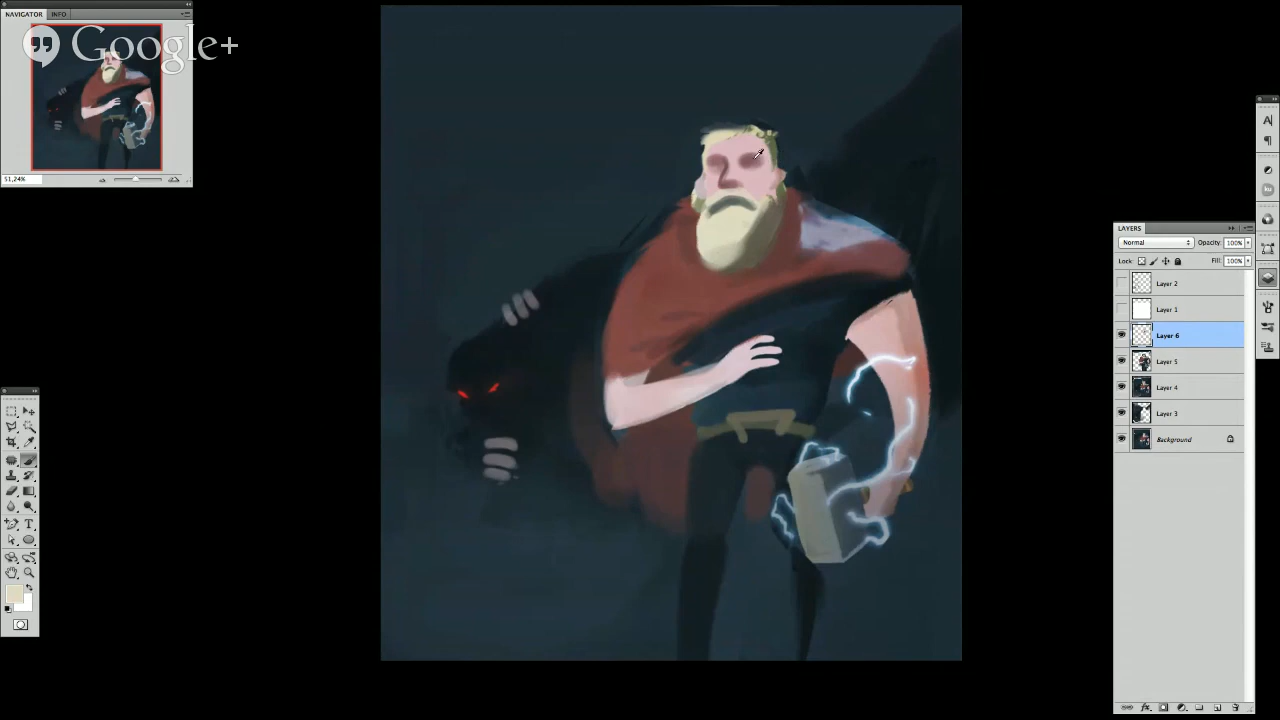 NAVIGATOR INFO
Google+
51,24%
LAYERS
Normal Opacity: 100%
Lock: Fill: 100%
Layer 2
Layer 1
Layer 6
Layer 5
Layer 4
Layer 3
Background